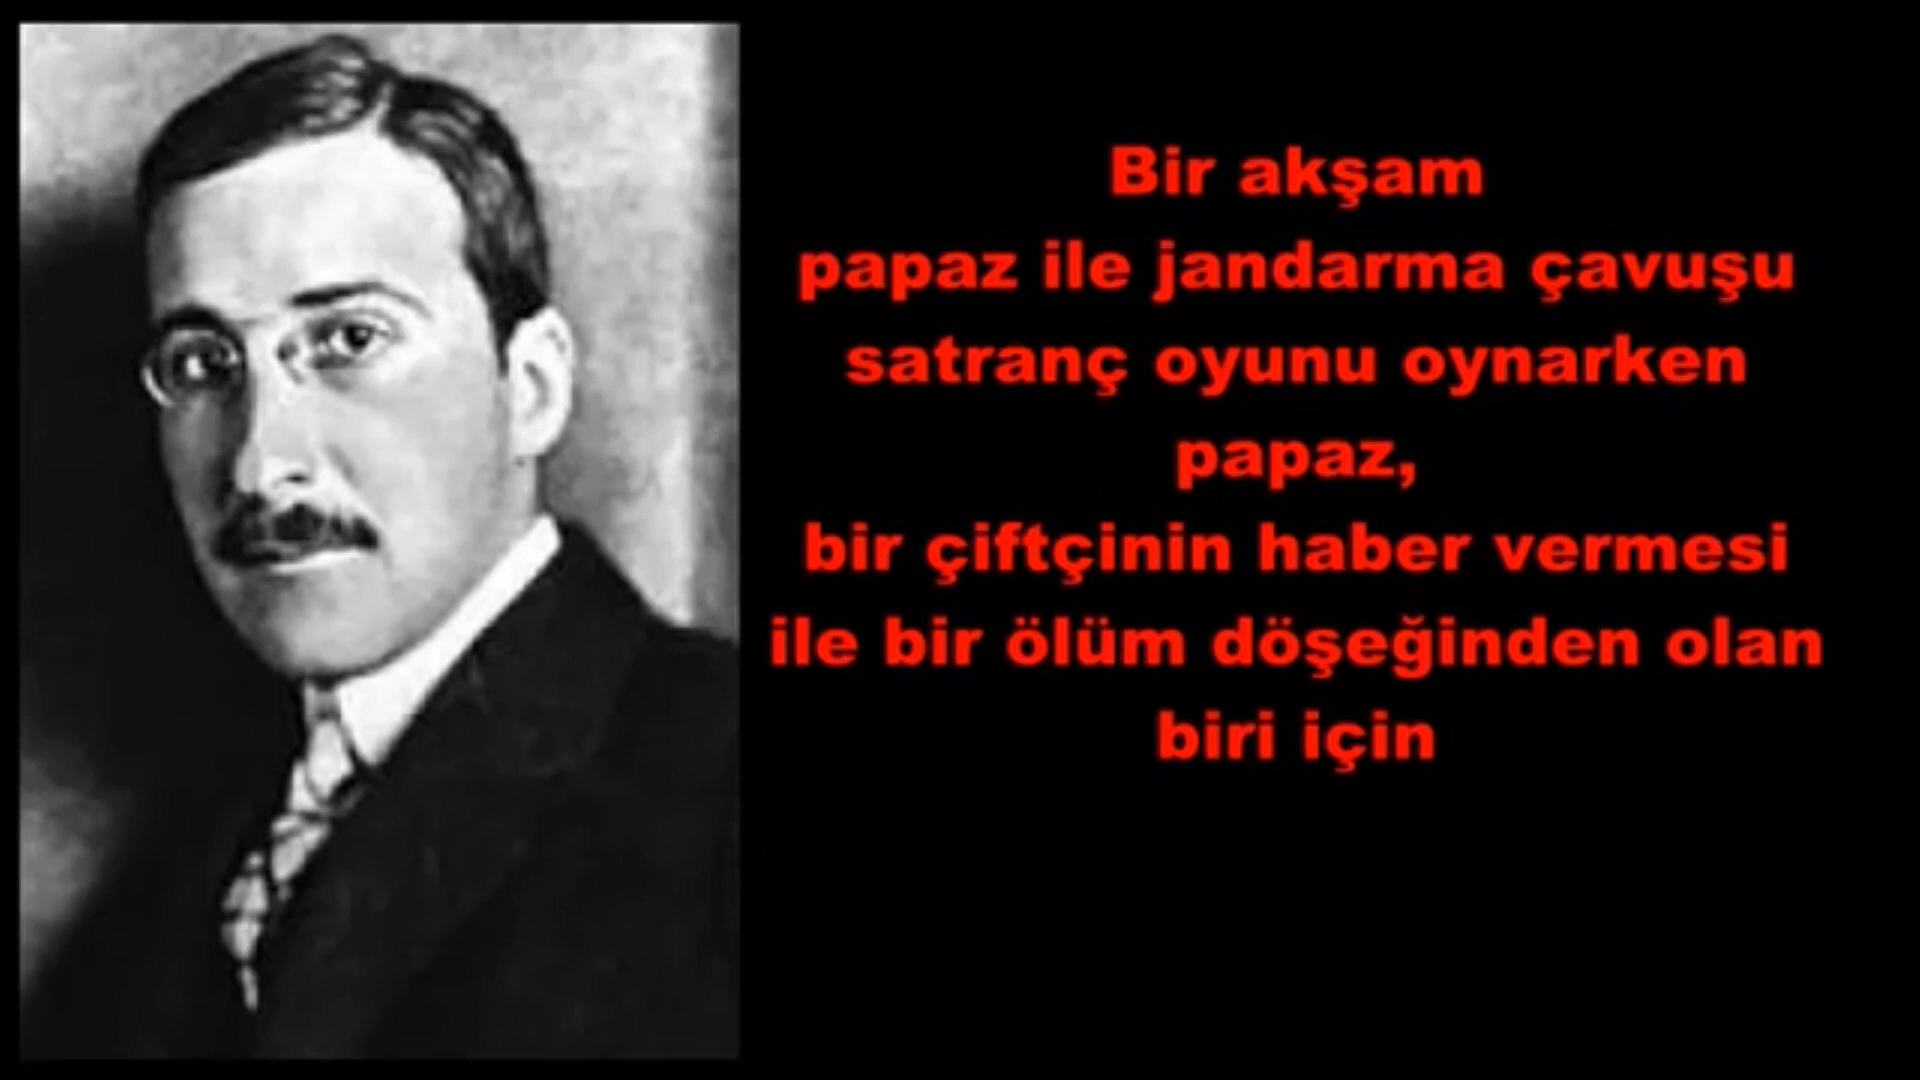 Bir akşam
papaz ile jandarma çavuşu
satranç oyunu oynarken
papaz,
bir çiftçinin haber vermesi
ile bir ölüm döşeğinden olan
biri için